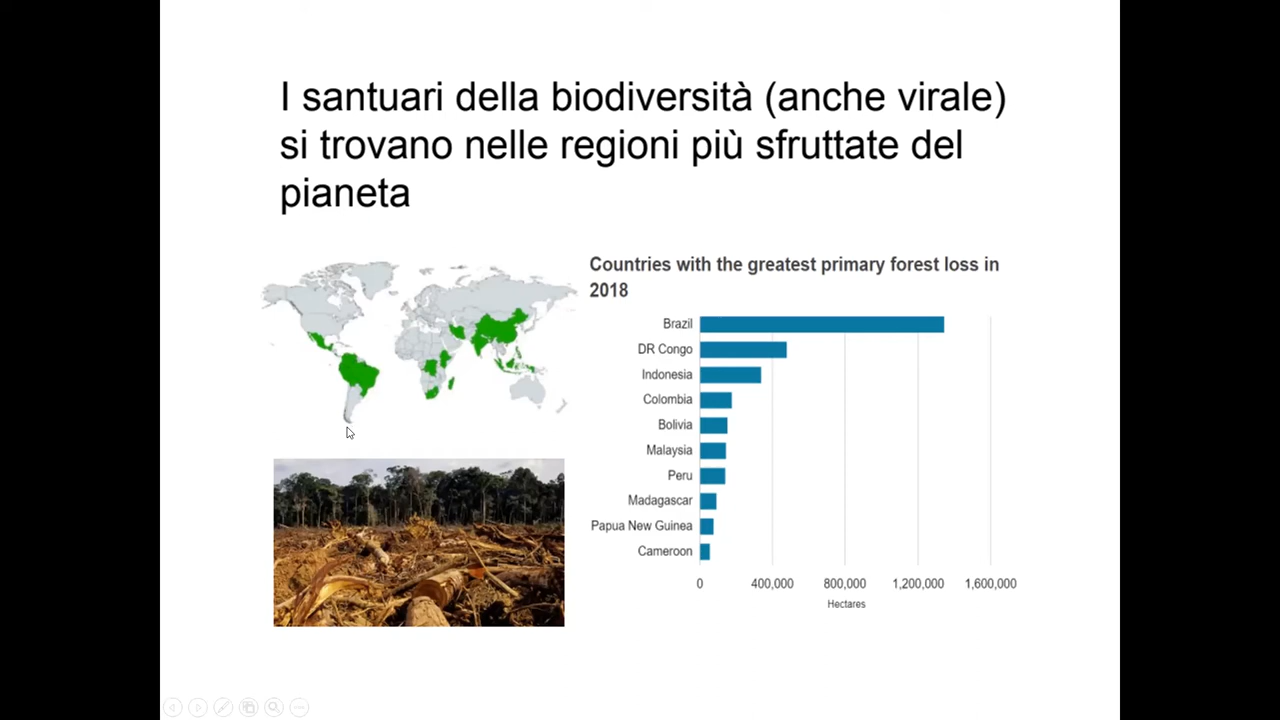 I santuari della biodiversità (anche virale)
si trovano nelle regioni più sfruttate del
pianeta
Countries with the greatest primary forest loss in
2018
Brazil
DR Congo
Indonesia
Colombia
Bolivia
Malaysia
Peru
Madagascar
Papua New Guinea
Cameroon
0 400,000 800,000 1,200,000 1,600,000
Hectares